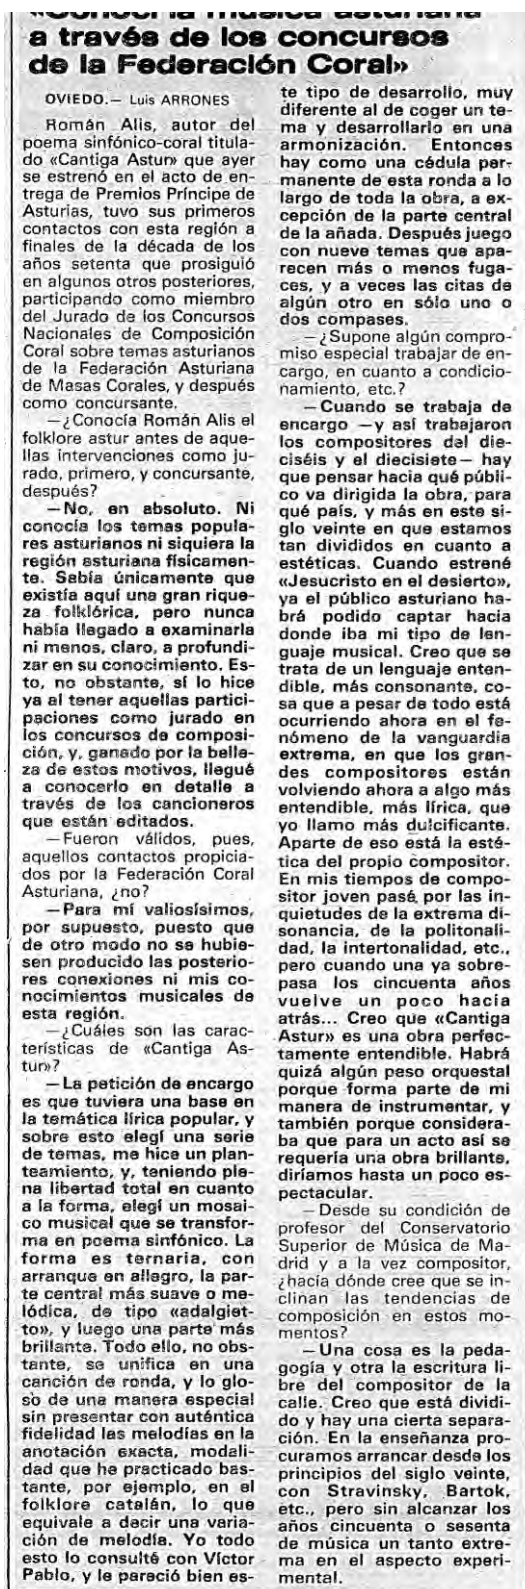 «Conocí la música asturiana
a través de los concursos
de la Federación Coral»
OVIEDO.— Luis ARRONES
Román Alis, autor del
poema sinfónico-coral titula-
do «Cantiga Astur» que ayer
se estrenó en el acto de en-
trega de Premios Príncipe de
Asturias, tuvo sus primeros
contactos con esta región a
finales de la década de los
años setenta que prosiguió
en algunos otros posteriores,
participando como miembro
del Jurado de los Concursos
Nacionales de Composición
Coral sobre temas asturianos
de la Federación Asturiana
de Masas Corales, y después
como concursante.
—¿Conocía Román Alis el
folklore astur antes de aque-
llas intervenciones como ju-
rado, primero, y concursante,
después?
—No, en absoluto. Ni
conocía los temas popula-
res asturianos ni siquiera la
región asturiana físicamen-
te. Sabía únicamente que
existía aquí una gran rique-
za folklórica, pero nunca
había llegado a examinarla
ni menos, claro, a profundi-
zar en su conocimiento. Es-
to, no obstante, sí lo hice
ya al tener aquellas partici-
paciones como jurado en
los concursos de composi-
ción, y, ganado por la belle-
za de estos motivos, llegué
a conocerlo en detalle a
través de los cancioneros
que están editados.
—Fueron válidos, pues,
aquellos contactos propicia-
dos por la Federación Coral
Asturiana, ¿no?
—Para mí valiosísimos,
por supuesto, puesto que
de otro modo no se hubie-
sen producido las posterio-
res conexiones ni mis co-
nocimientos musicales de
esta región.
—¿Cuáles son las carac-
terísticas de «Cantiga As-
tur»?
—La petición de encargo
es que tuviera una base en
la temática lírica popular, y
sobre esto elegí una serie
de temas, me hice un plan-
teamiento, y, teniendo ple-
na libertad total en cuanto
a la forma, elegí un mosai-
co musical que se transfor-
ma en poema sinfónico. La
forma es ternaria, con
arranque en allegro, la par-
te central más suave o me-
lódica, de tipo «adalgiet-
to», y luego una parte más
brillante. Todo ello, no obs-
tante, se unifica en una
canción de ronda, y lo glo-
só de una manera especial
sin presentar con auténtica
fidelidad las melodías en la
anotación exacta, modali-
dad que he practicado bas-
tante, por ejemplo, en el
folklore catalán, lo que
equivale a decir una varia-
ción de melodía. Yo todo
esto lo consulté con Víctor
Pablo, y le pareció bien es-
te tipo de desarrollo, muy
diferente al de coger un te-
ma y desarrollarlo en una
armonización. Entonces
hay como una cédula per-
manente de esta ronda a lo
largo de toda la obra, a ex-
cepción de la parte central
de la añada. Después juego
con nueve temas que apa-
recen más o menos fuga-
ces, y a veces las citas de
algún otro en sólo uno o
dos compases.
—¿Supone algún compro-
miso especial trabajar de en-
cargo, en cuanto a condicio-
namiento, etc.?
—Cuando se trabaja de
encargo —y así trabajaron
los compositores del die-
ciséis y el diecisiete— hay
que pensar hacia qué públi-
co va dirigida la obra, para
qué país, y más en este si-
glo veinte en que estamos
tan divididos en cuanto a
estéticas. Cuando estrené
«Jesucristo en el desierto»,
ya el público asturiano ha-
brá podido captar hacia
donde iba mi tipo de len-
guaje musical. Creo que se
trata de un lenguaje enten-
dible, más consonante, co-
sa que a pesar de todo está
ocurriendo ahora en el fe-
nómeno de la vanguardia
extrema, en que los gran-
des compositores están
volviendo ahora a algo más
entendible, más lírica, que
yo llamo más dulcificante.
Aparte de eso está la esté-
tica del propio compositor.
En mis tiempos de compo-
sitor joven pasé por las in-
quietudes de la extrema di-
sonancia, de la politonali-
dad, la intertonalidad, etc.,
pero cuando una ya sobre-
pasa los cincuenta años
vuelve un poco hacia
atrás... Creo que «Cantiga
Astur» es una obra perfec-
tamente entendible. Habrá
quizá algún peso orquestal
porque forma parte de mi
manera de instrumentar, y
también porque considera-
ba que para un acto así se
requería una obra brillante,
diríamos hasta un poco es-
pectacular.
—Desde su condición de
profesor del Conservatorio
Superior de Música de Ma-
drid y a la vez compositor,
¿hacía dónde cree que se in-
clinan las tendencias de
composición en estos mo-
mentos?
—Una cosa es la peda-
gogía y otra la escritura li-
bre del compositor de la
calle. Creo que está dividi-
do y hay una cierta separa-
ción. En la enseñanza pro-
curamos arrancar desde los
principios del siglo veinte,
con Stravinsky, Bartok,
etc., pero sin alcanzar los
años cincuenta o sesenta
de música un tanto extre-
ma en el aspecto experi-
mental.